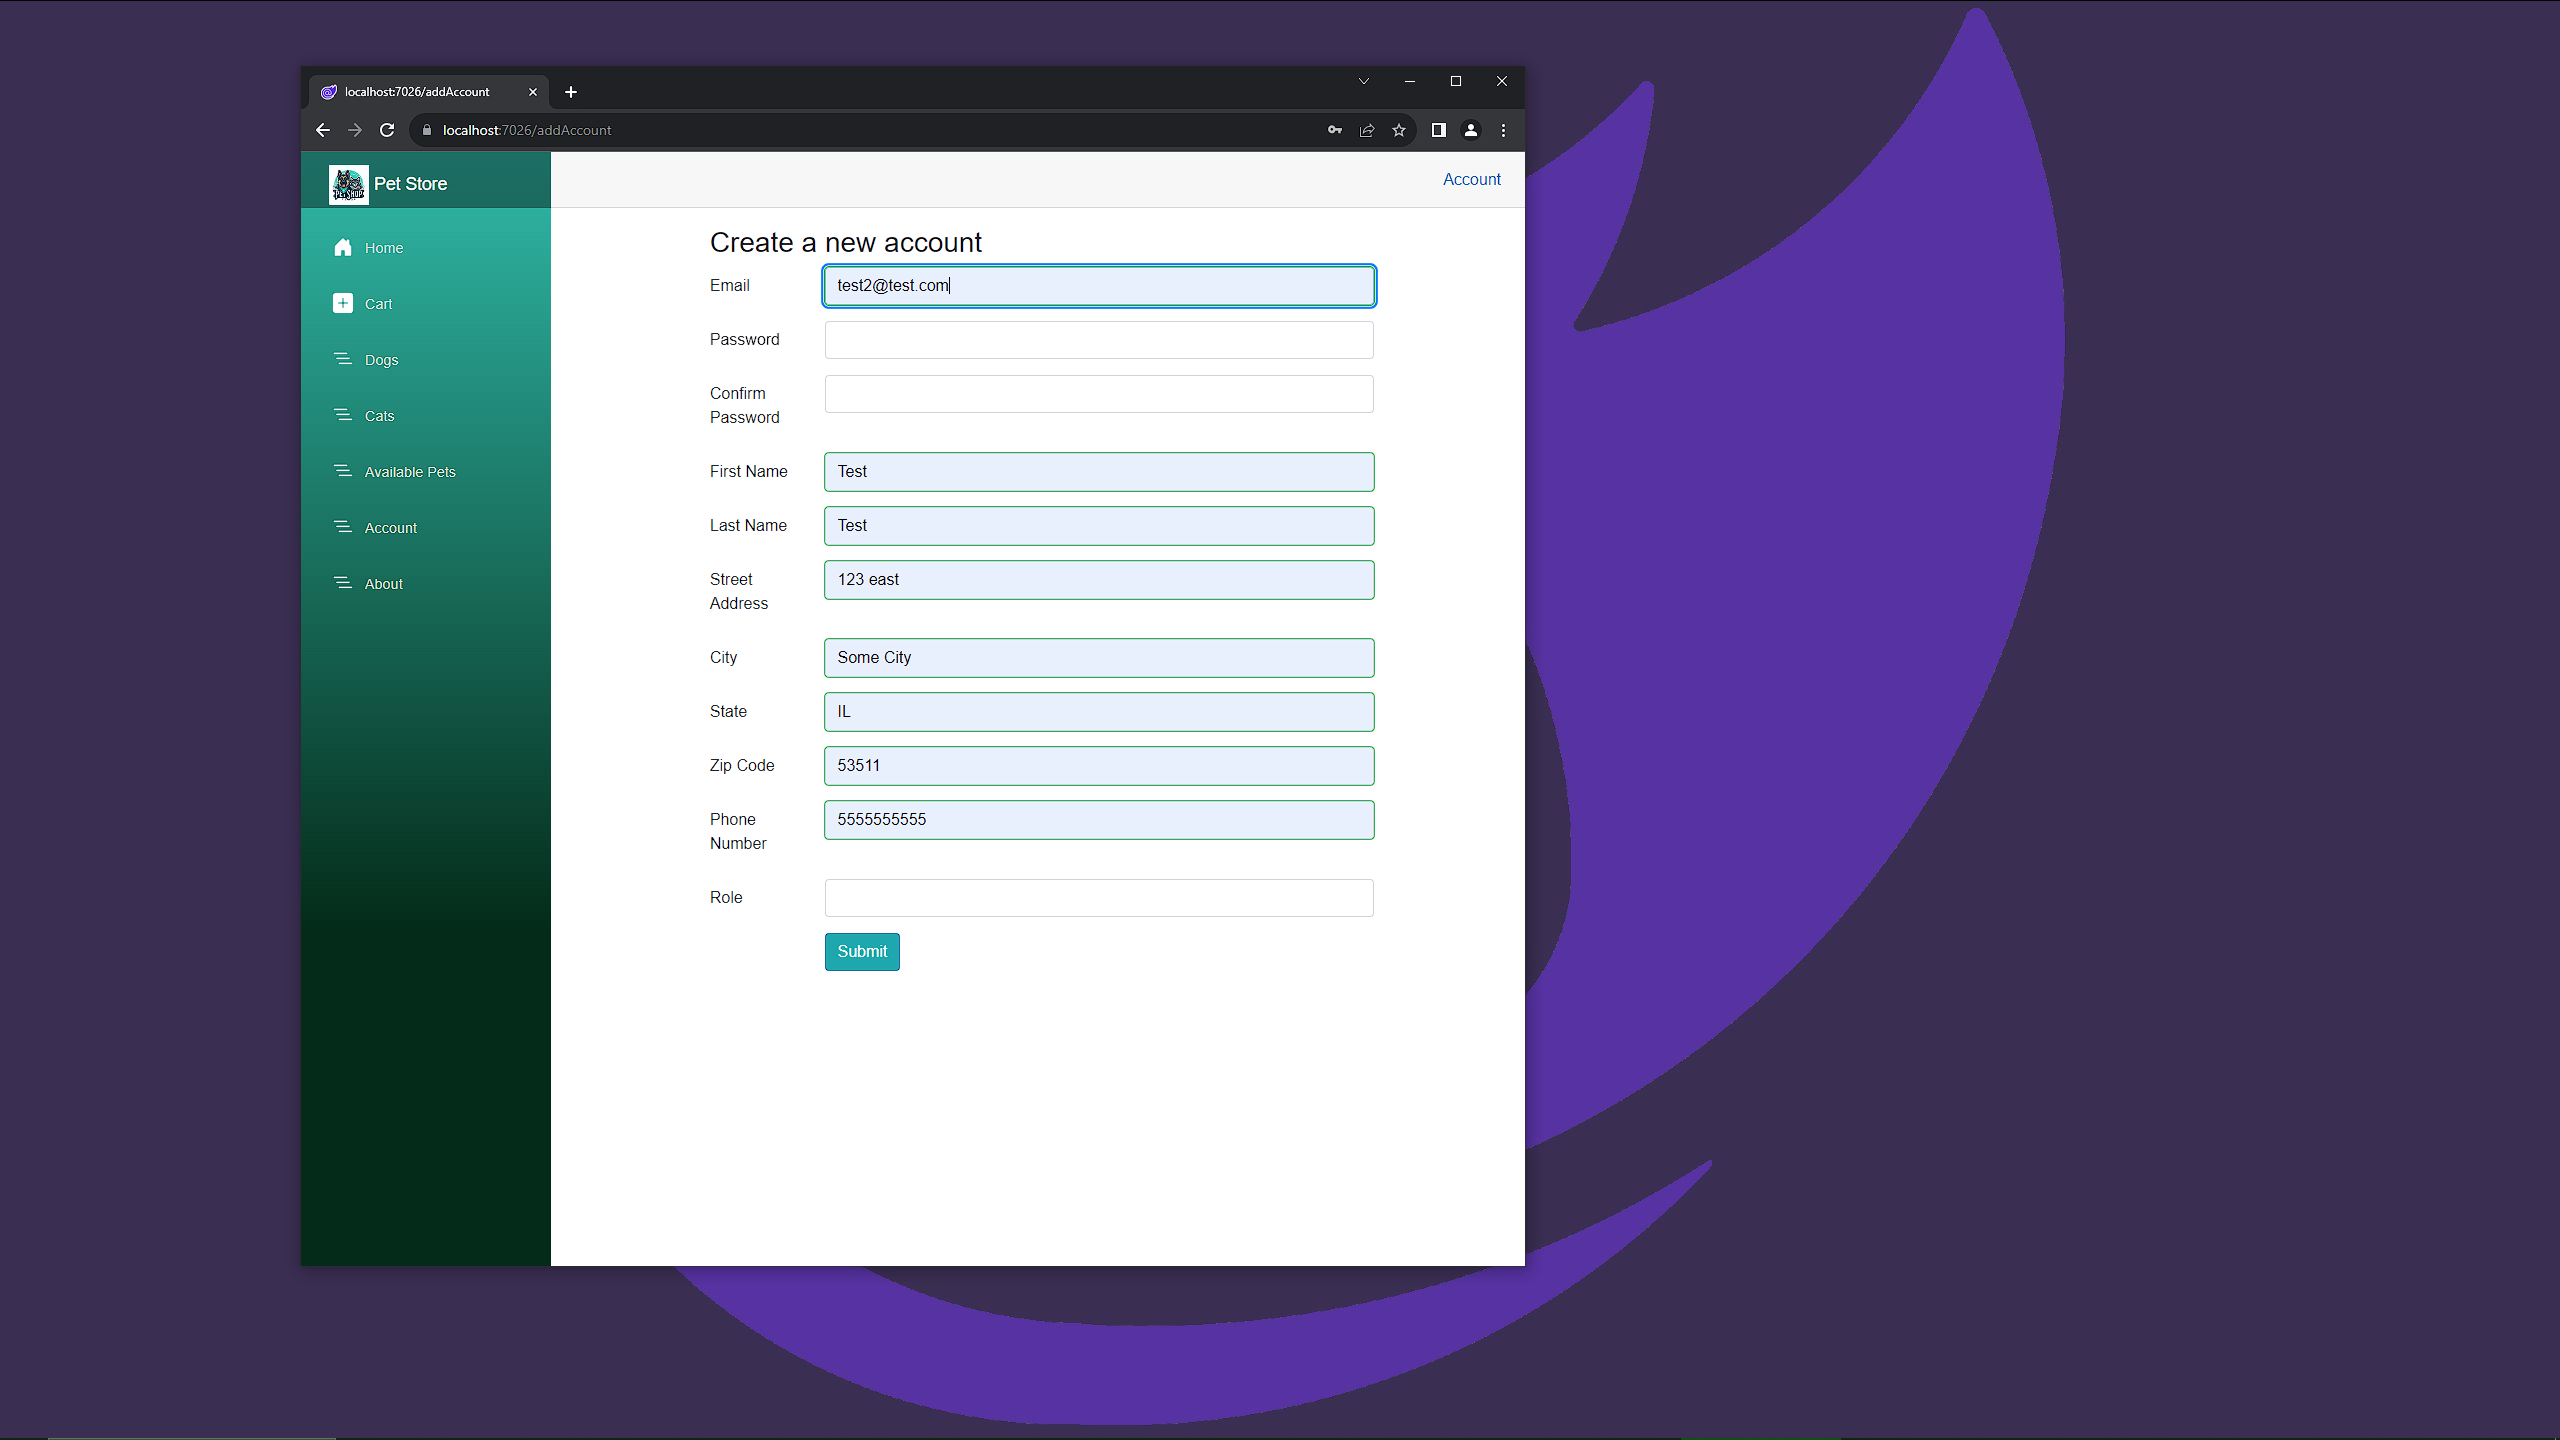 localhost:7026/addAccount
localhost:7026/addAccount
PETSHOP
Pet Store
Account
Home
Cart
Dogs
Cats
Available Pets
Account
About
Create a new account
Email test2@test.com
Password
Confirm
Password
First Name Test
Last Name Test
Street
Address 123 east
City Some City
State IL
Zip Code 53511
Phone
Number 5555555555
Role
Submit